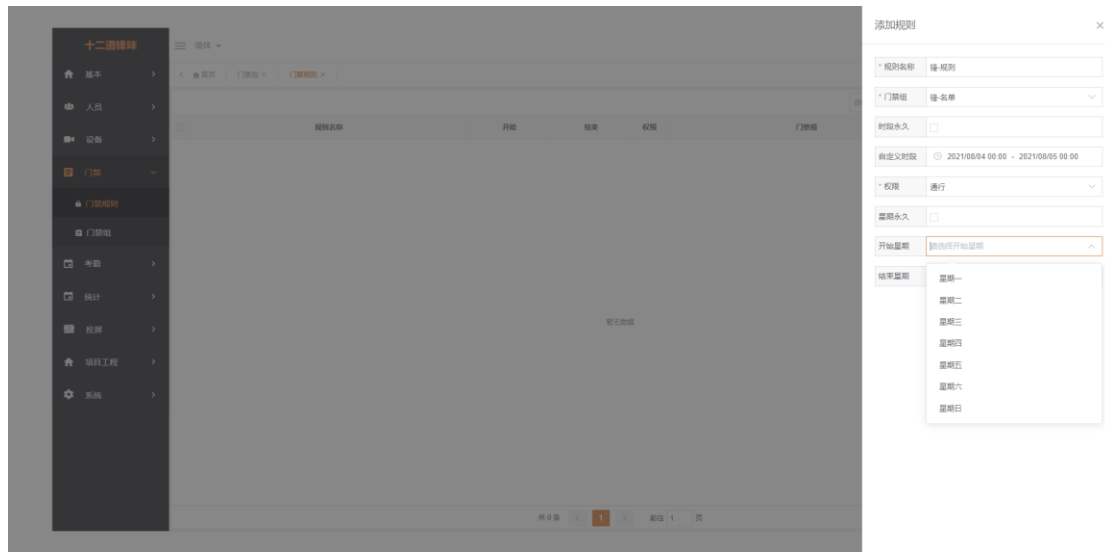 添加规则
十二道锋味
简体
首页 门禁组 门禁规则
基本
人员
设备
门禁
门禁规则
门禁组
考勤
统计
投屏
项目工程
系统
规则名称 开始 结束 权限 门禁组
暂无数据
共 0 条 1 前往 1 页
* 规则名称 锋-规则
* 门禁组 锋-名单
时段永久
自定义时段 2021/08/04 00:00 - 2021/08/05 00:00
* 权限 通行
星期永久
开始星期 请选择开始星期
结束星期
星期一
星期二
星期三
星期四
星期五
星期六
星期日